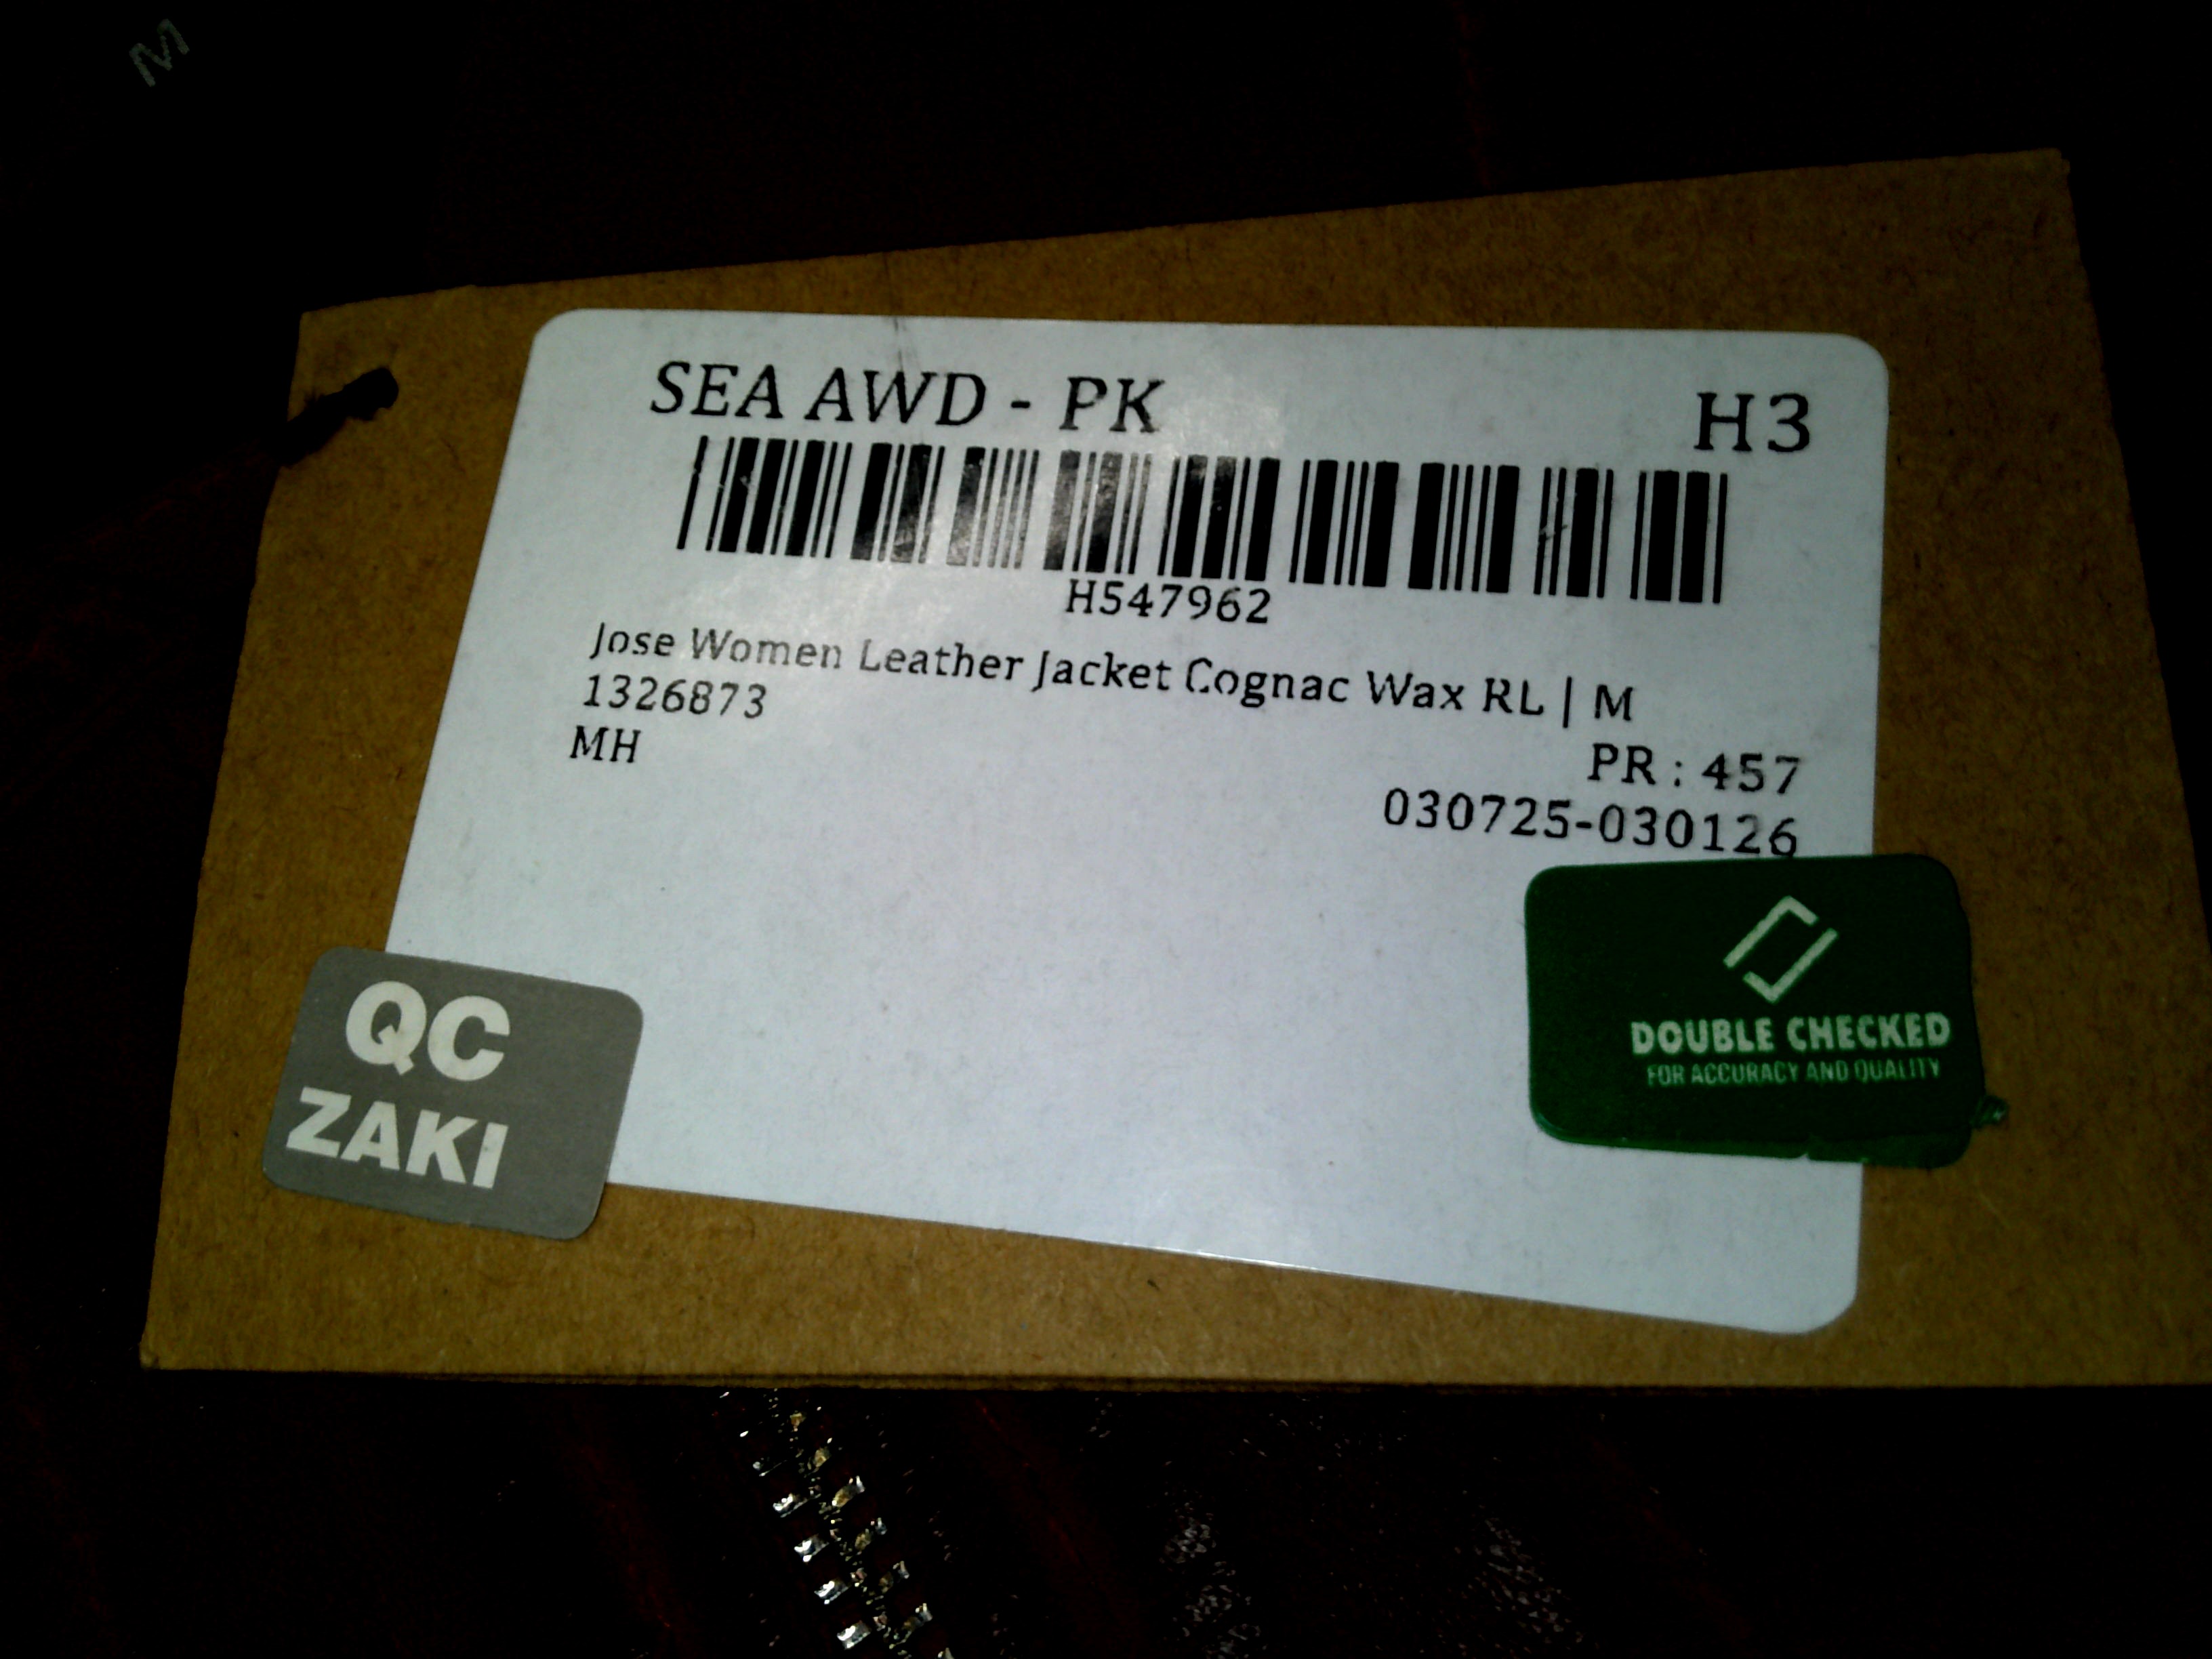 M
SEA AWD - PK
H3
H547962
Jose Women Leather Jacket Cognac Wax RL | M
1326873
MH
PR : 457
030725-030126
QC
ZAKI
DOUBLE CHECKED
FOR ACCURACY AND QUALITY